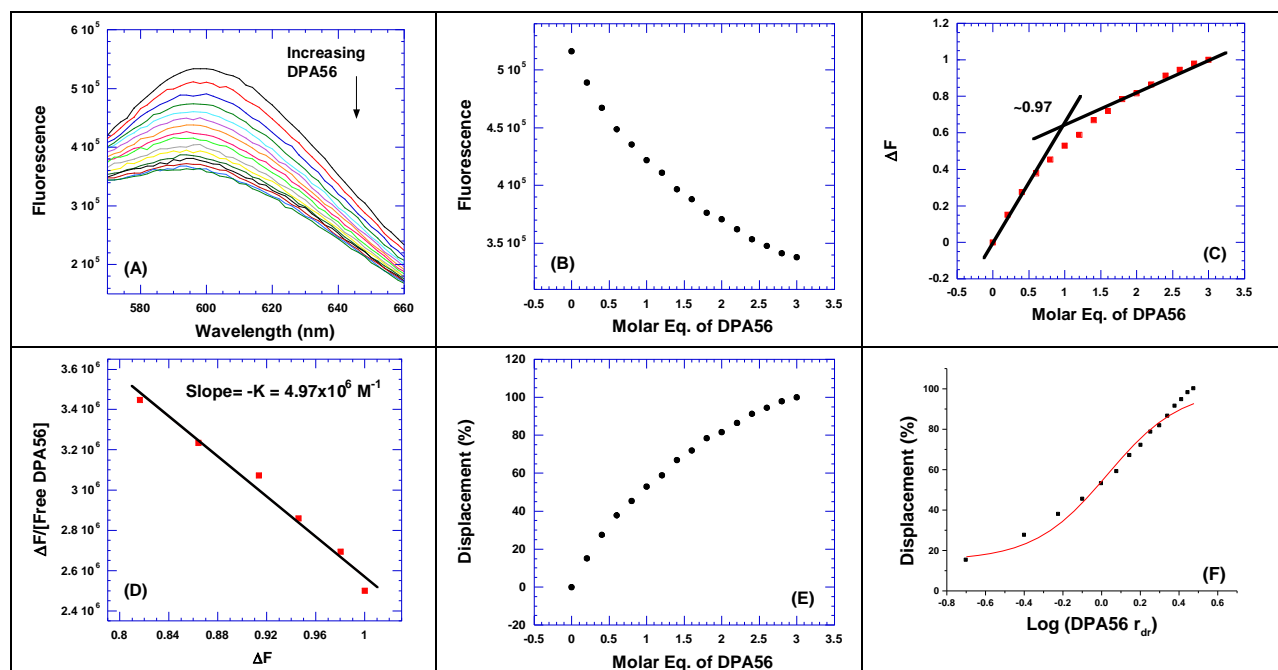 6 10⁵
5 10⁵
4 10⁵
3 10⁵
2 10⁵
Fluorescence
Increasing
DPA56
(A)
580 600 620 640 660
Wavelength (nm)
5 10⁵
4.5 10⁵
4 10⁵
3.5 10⁵
Fluorescence
(B)
-0.5 0 0.5 1 1.5 2 2.5 3 3.5
Molar Eq. of DPA56
1.2
1
0.8
0.6
0.4
0.2
0
-0.2
ΔF
~0.97
(C)
-0.5 0 0.5 1 1.5 2 2.5 3 3.5
Molar Eq. of DPA56
3.6 10⁶
3.4 10⁶
3.2 10⁶
3 10⁶
2.8 10⁶
2.6 10⁶
2.4 10⁶
ΔF/[Free DPA56]
Slope= -K = 4.97x10⁶ M⁻¹
(D)
0.8 0.84 0.88 0.92 0.96 1
ΔF
120
100
80
60
40
20
0
-20
Displacement (%)
(E)
-0.5 0 0.5 1 1.5 2 2.5 3 3.5
Molar Eq. of DPA56
100
80
60
40
20
0
Displacement (%)
(F)
-0.8 -0.6 -0.4 -0.2 0.0 0.2 0.4 0.6
Log (DPA56 r_dr)